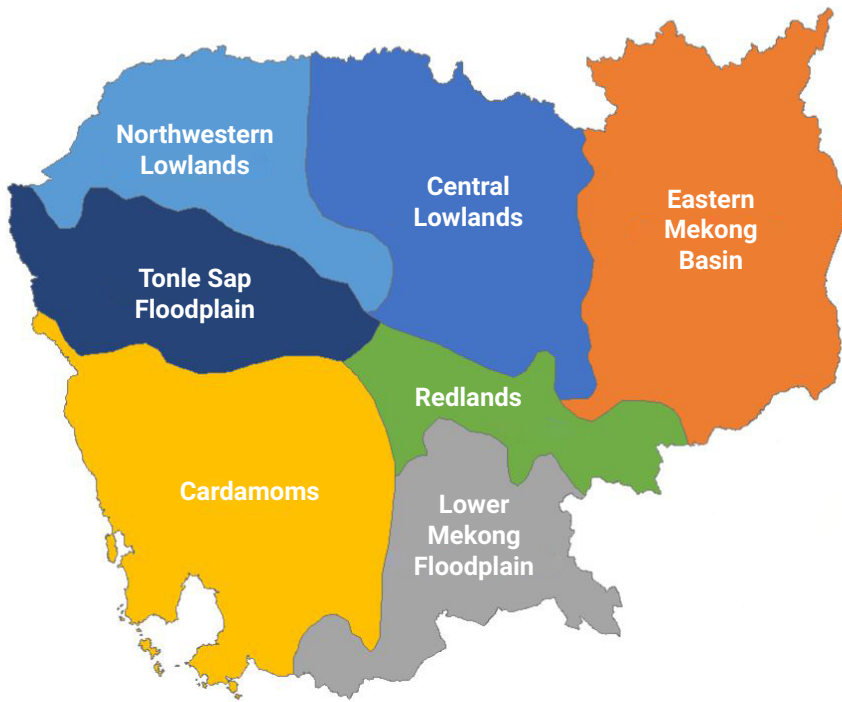 Northwestern
Lowlands
Central
Lowlands
Eastern
Mekong
Basin
Tonle Sap
Floodplain
Redlands
Cardamoms
Lower
Mekong
Floodplain